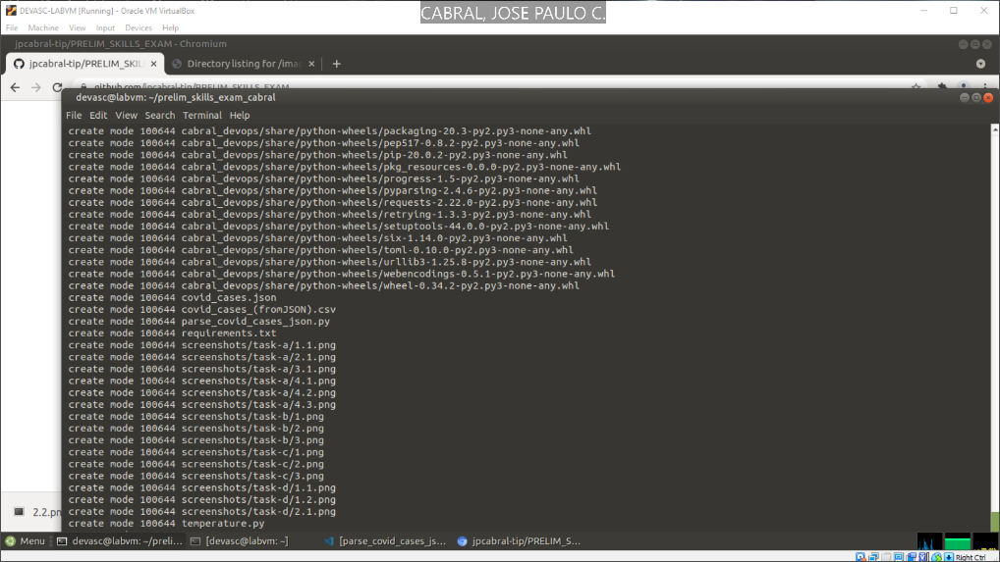 DEVASC-LABVM [Running] - Oracle VM VirtualBox
CABRAL, JOSE PAULO C.
File Machine View Input Devices Help
jpcabral-tip/PRELIM_SKILLS_EXAM - Chromium
jpcabral-tip/PRELIM_SKIL
Directory listing for /ima
github.com/jpcabral-tip/PRELIM_SKILLS_EXAM
devasc@labvm: ~/prelim_skills_exam_cabral
File Edit View Search Terminal Help
create mode 100644 cabral_devops/share/python-wheels/packaging-20.3-py2.py3-none-any.whl
create mode 100644 cabral_devops/share/python-wheels/pep517-0.8.2-py2.py3-none-any.whl
create mode 100644 cabral_devops/share/python-wheels/pip-20.0.2-py2.py3-none-any.whl
create mode 100644 cabral_devops/share/python-wheels/pkg_resources-0.0.0-py2.py3-none-any.whl
create mode 100644 cabral_devops/share/python-wheels/progress-1.5-py2.py3-none-any.whl
create mode 100644 cabral_devops/share/python-wheels/pyparsing-2.4.6-py2.py3-none-any.whl
create mode 100644 cabral_devops/share/python-wheels/requests-2.22.0-py2.py3-none-any.whl
create mode 100644 cabral_devops/share/python-wheels/retrying-1.3.3-py2.py3-none-any.whl
create mode 100644 cabral_devops/share/python-wheels/setuptools-44.0.0-py2.py3-none-any.whl
create mode 100644 cabral_devops/share/python-wheels/six-1.14.0-py2.py3-none-any.whl
create mode 100644 cabral_devops/share/python-wheels/toml-0.10.0-py2.py3-none-any.whl
create mode 100644 cabral_devops/share/python-wheels/urllib3-1.25.8-py2.py3-none-any.whl
create mode 100644 cabral_devops/share/python-wheels/webencodings-0.5.1-py2.py3-none-any.whl
create mode 100644 cabral_devops/share/python-wheels/wheel-0.34.2-py2.py3-none-any.whl
create mode 100644 covid_cases.json
create mode 100644 covid_cases_(fromJSON).csv
create mode 100644 parse_covid_cases_json.py
create mode 100644 requirements.txt
create mode 100644 screenshots/task-a/1.1.png
create mode 100644 screenshots/task-a/2.1.png
create mode 100644 screenshots/task-a/3.1.png
create mode 100644 screenshots/task-a/4.1.png
create mode 100644 screenshots/task-a/4.2.png
create mode 100644 screenshots/task-a/4.3.png
create mode 100644 screenshots/task-b/1.png
create mode 100644 screenshots/task-b/2.png
create mode 100644 screenshots/task-b/3.png
create mode 100644 screenshots/task-c/1.png
create mode 100644 screenshots/task-c/2.png
create mode 100644 screenshots/task-c/3.png
create mode 100644 screenshots/task-d/1.1.png
create mode 100644 screenshots/task-d/1.2.png
create mode 100644 screenshots/task-d/2.1.png
create mode 100644 temperature.py
2.2.pn
Menu
devasc@labvm: ~/preli...
[devasc@labvm: ~]
[parse_covid_cases_js...
jpcabral-tip/PRELIM_S...
Right Ctrl